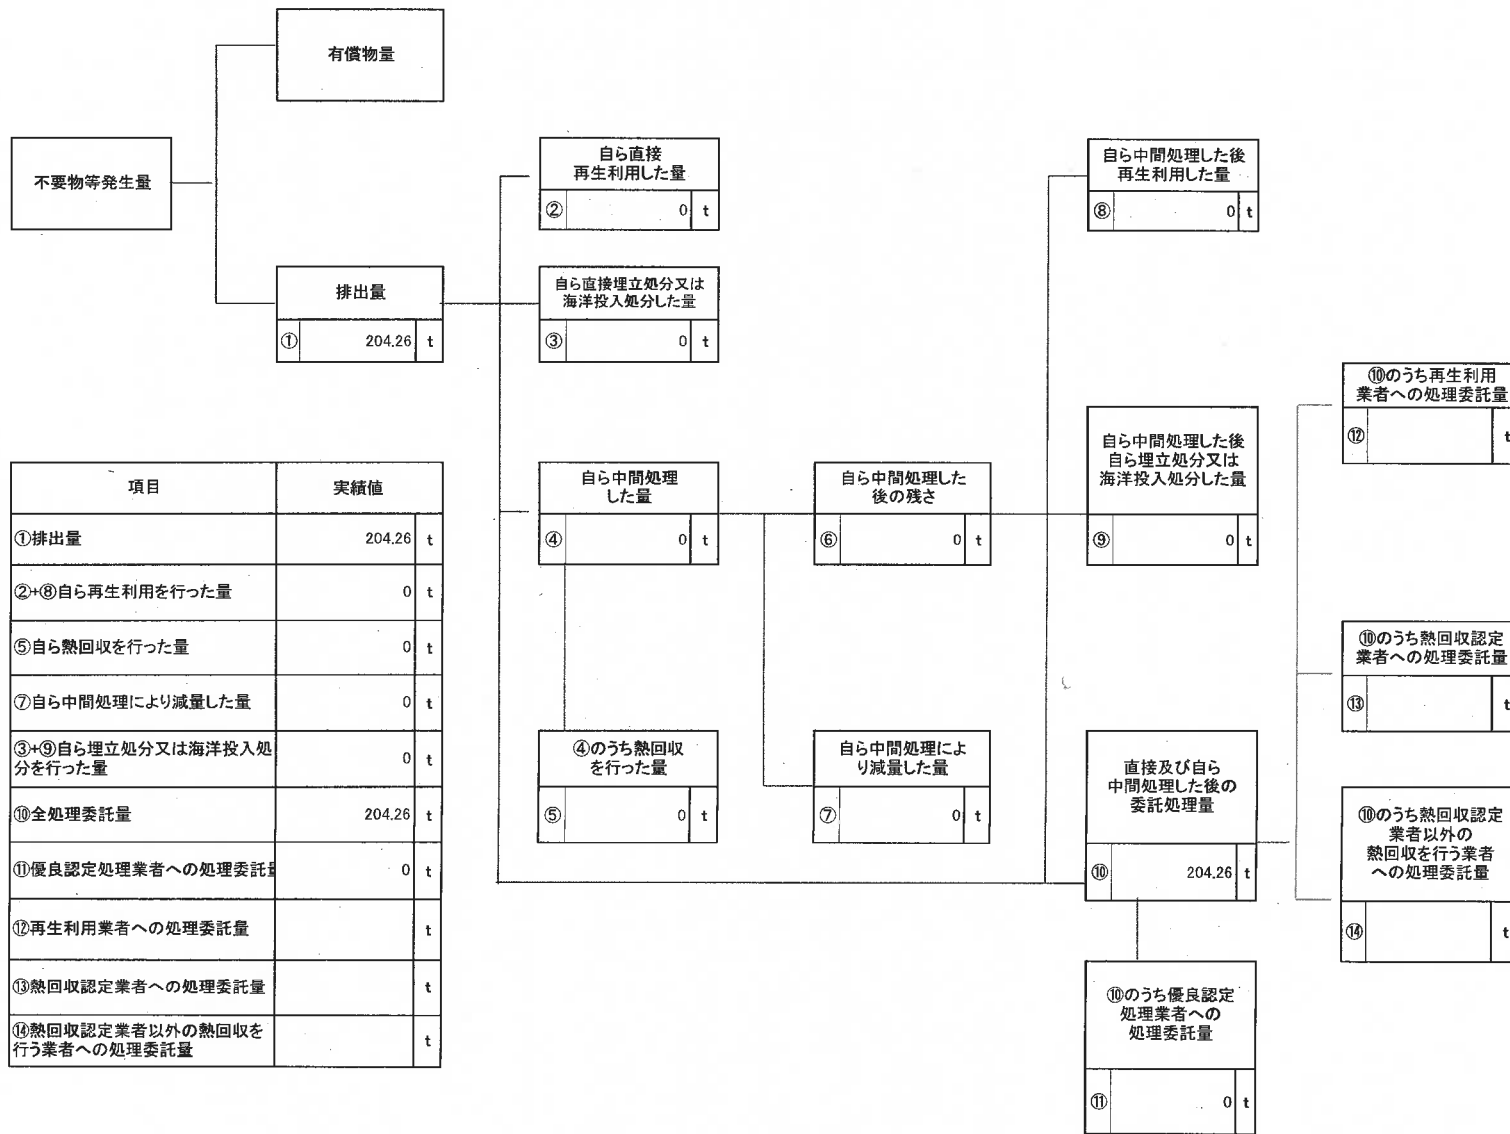 有償物量
不要物等発生量
排出量
① 204.26 t
自ら直接
再生利用した量
② 0 t
自ら直接埋立処分又は
海洋投入処分した量
③ 0 t
自ら中間処理
した量
④ 0 t
④のうち熱回収
を行った量
⑤ 0 t
自ら中間処理した
後の残さ
⑥ 0 t
自ら中間処理によ
り減量した量
⑦ 0 t
自ら中間処理した後
再生利用した量
⑧ 0 t
自ら中間処理した後
自ら埋立処分又は
海洋投入処分した量
⑨ 0 t
直接及び自ら
中間処理した後の
委託処理量
⑩ 204.26 t
⑩のうち優良認定
処理業者への
処理委託量
⑪ 0 t
⑩のうち再生利用
業者への処理委託量
⑫ t
⑩のうち熱回収認定
業者への処理委託量
⑬ t
⑩のうち熱回収認定
業者以外の
熱回収を行う業者
への処理委託量
⑭ t
項目 実績値
①排出量 204.26 t
②+⑧自ら再生利用を行った量 0 t
⑤自ら熱回収を行った量 0 t
⑦自ら中間処理により減量した量 0 t
③+⑨自ら埋立処分又は海洋投入処
分を行った量 0 t
⑩全処理委託量 204.26 t
⑪優良認定処理業者への処理委託量 0 t
⑫再生利用業者への処理委託量 t
⑬熱回収認定業者への処理委託量 t
⑭熱回収認定業者以外の熱回収を
行う業者への処理委託量 t